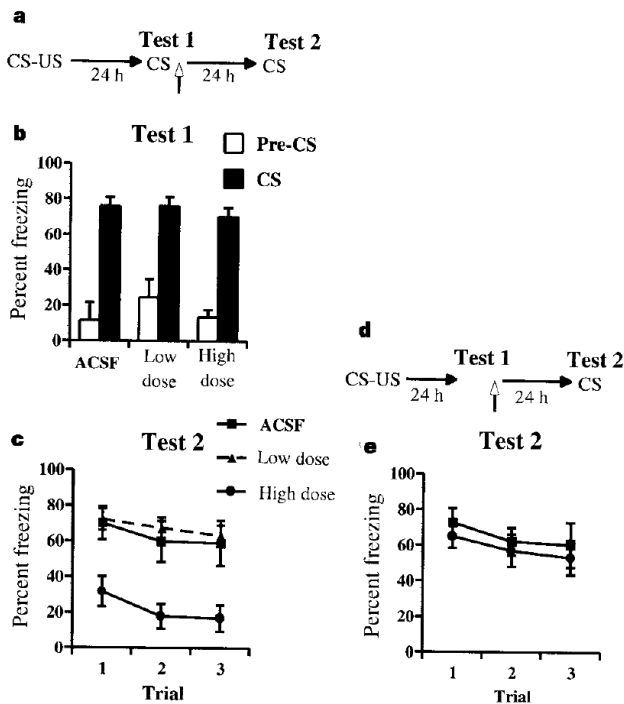 a
Test 1 Test 2
CS-US 24 h CS 24 h CS
b
Test 1
Pre-CS
CS
Percent freezing
100
80
60
40
20
0
ACSF Low dose High dose
c
Test 2
ACSF
Low dose
High dose
Percent freezing
100
80
60
40
20
0
1 2 3
Trial
d
Test 1 Test 2
CS-US 24 h 24 h CS
e
Test 2
Percent freezing
100
80
60
40
20
0
1 2 3
Trial